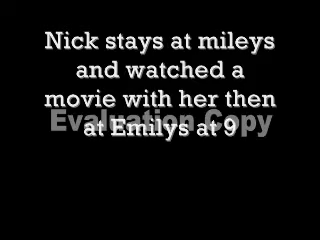 Nick stays at mileys
and watched a
movie with her then
at Emilys at 9
Evaluation Copy